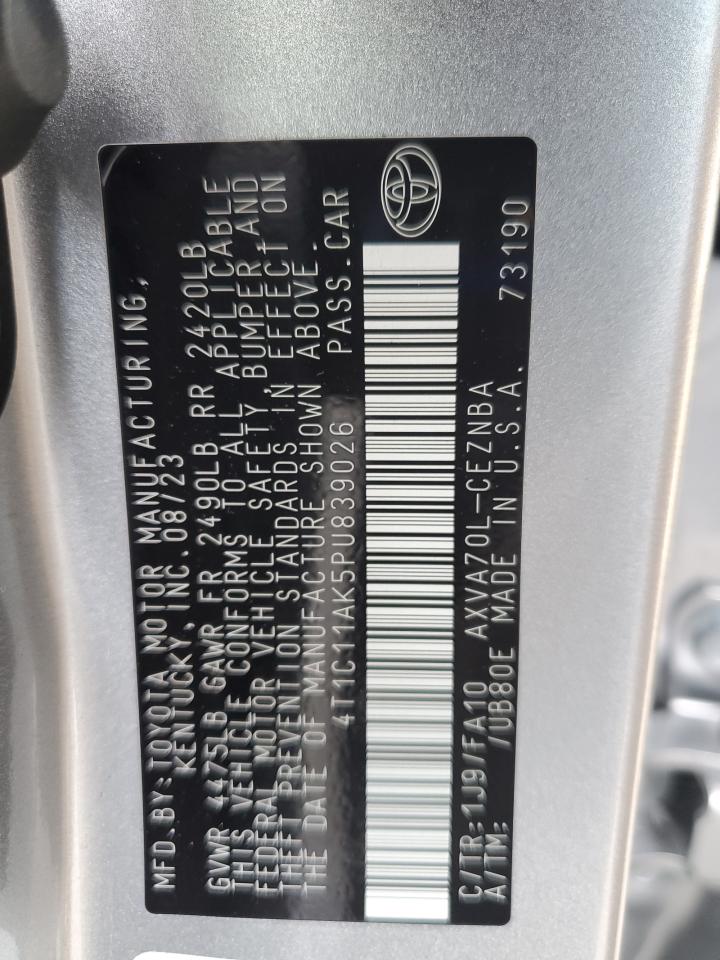 MFD.BY: TOYOTA MOTOR MANUFACTURING,
KENTUCKY, INC. 08/23
GVWR 4475LB GAWR FR 2490LB RR 2420LB
THIS VEHICLE CONFORMS TO ALL APPLICABLE
FEDERAL MOTOR VEHICLE SAFETY,BUMPER,AND
THEFT PREVENTION STANDARDS IN EFFECT ON
THE DATE OF MANUFACTURE SHOWN ABOVE.
4T1C11AK5PU839026 PASS.CAR
C/TR:1J9/FA10 AXVA70L-CEZNBA
A/TM: /UB80E MADE IN U.S.A. 73190